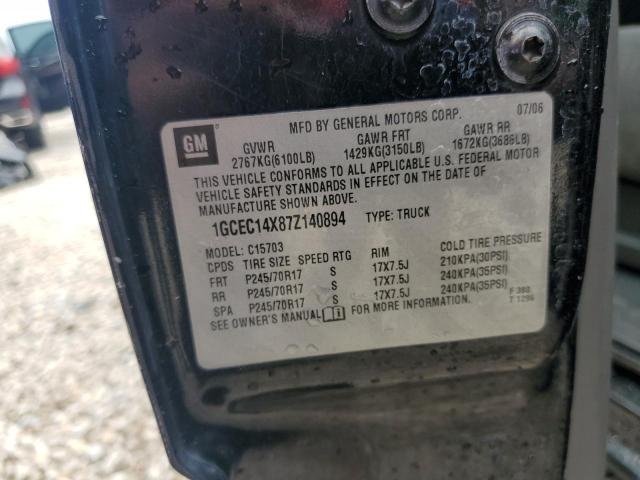 MFD BY GENERAL MOTORS CORP. 07/06
GM
GVWR GAWR FRT GAWR RR
2767KG(6100LB) 1429KG(3150LB) 1672KG(3686LB)
THIS VEHICLE CONFORMS TO ALL APPLICABLE U.S. FEDERAL MOTOR
VEHICLE SAFETY STANDARDS IN EFFECT ON THE DATE OF
MANUFACTURE SHOWN ABOVE.
1GCEC14X87Z140894 TYPE: TRUCK
MODEL: C15703
CPDS TIRE SIZE SPEED RTG RIM COLD TIRE PRESSURE
FRT P245/70R17 S 17X7.5J 210KPA(30PSI)
RR P245/70R17 S 17X7.5J 240KPA(35PSI)
SPA P245/70R17 S 17X7.5J 240KPA(35PSI)
SEE OWNER'S MANUAL FOR MORE INFORMATION.
F 380
T 1296